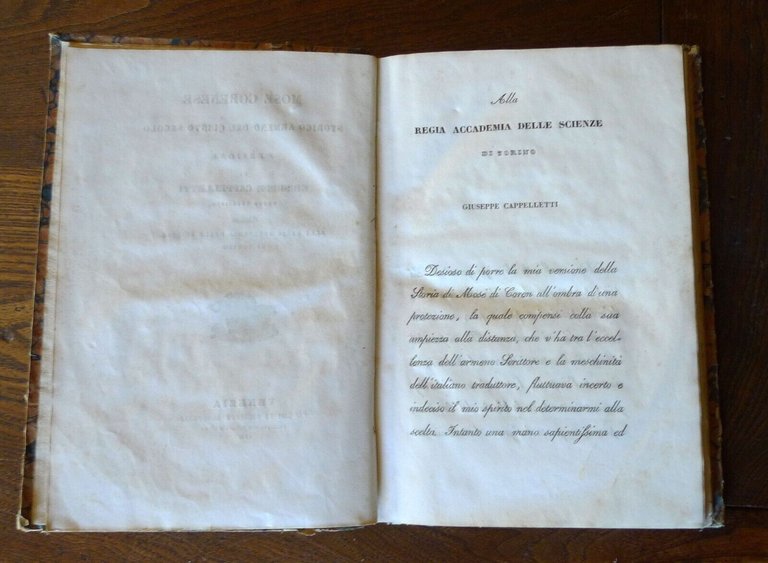 Alla
REGIA ACCADEMIA DELLE SCIENZE
DI TORINO
GIUSEPPE CAPPELLETTI
Desioso di porre la mia versione della
Storia di Mosè di Coren all'ombra di una
protezione, la quale compensi colla sua
ampiezza alla distanza, che v'ha tra l'eccel-
lenza dell'armeno Scrittore e la meschinità
dell'italiano traduttore, fluttuava incerto e
indeciso il mio spirito nel determinarmi alla
scelta. Intanto una mano sapientissima ed